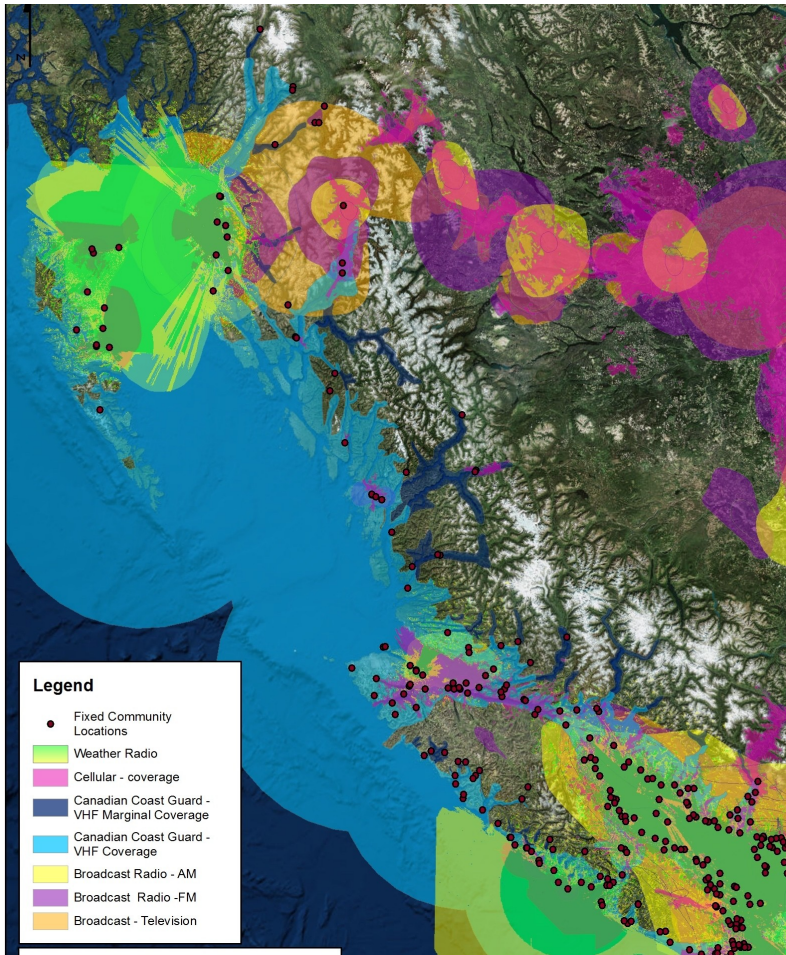 Z
Legend
Fixed Community
Locations
Weather Radio
Cellular - coverage
Canadian Coast Guard -
VHF Marginal Coverage
Canadian Coast Guard -
VHF Coverage
Broadcast Radio - AM
Broadcast Radio -FM
Broadcast - Television